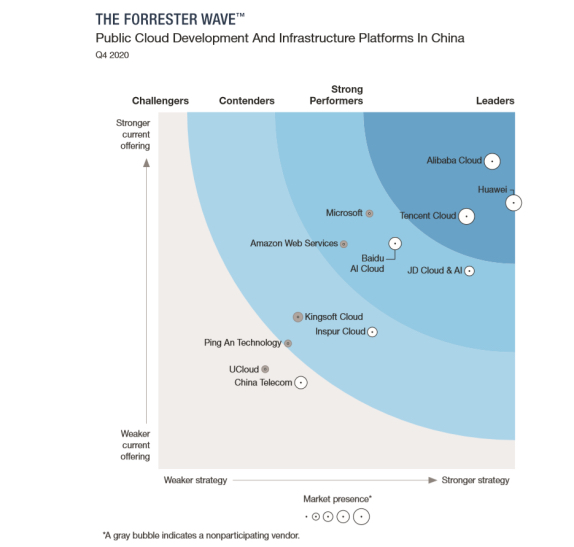 THE FORRESTER WAVE™
Public Cloud Development And Infrastructure Platforms In China
Q4 2020
Challengers
Contenders
Strong
Performers
Leaders
Stronger
current
offering
Alibaba Cloud
Huawei
Microsoft
Tencent Cloud
Amazon Web Services
Baidu
AI Cloud
JD Cloud & AI
Kingsoft Cloud
Inspur Cloud
Ping An Technology
UCloud
China Telecom
Weaker
current
offering
Weaker strategy
Stronger strategy
Market presence*
*A gray bubble indicates a nonparticipating vendor.